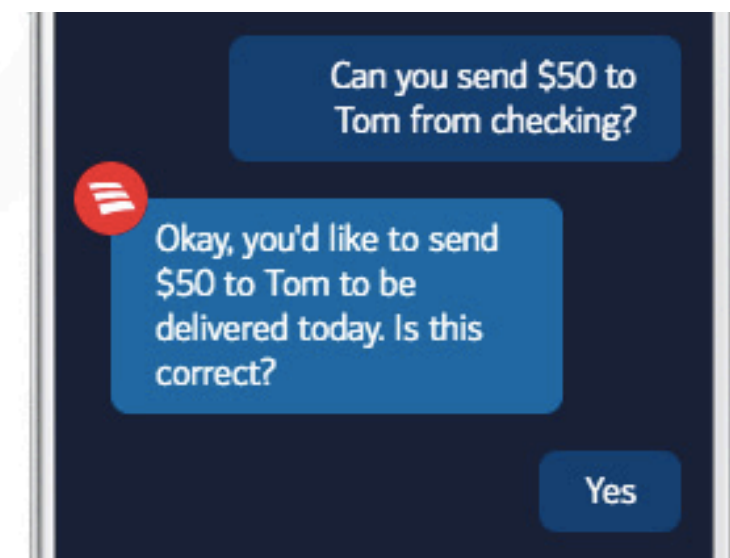 Can you send $50 to
Tom from checking?
Okay, you'd like to send
$50 to Tom to be
delivered today. Is this
correct?
Yes